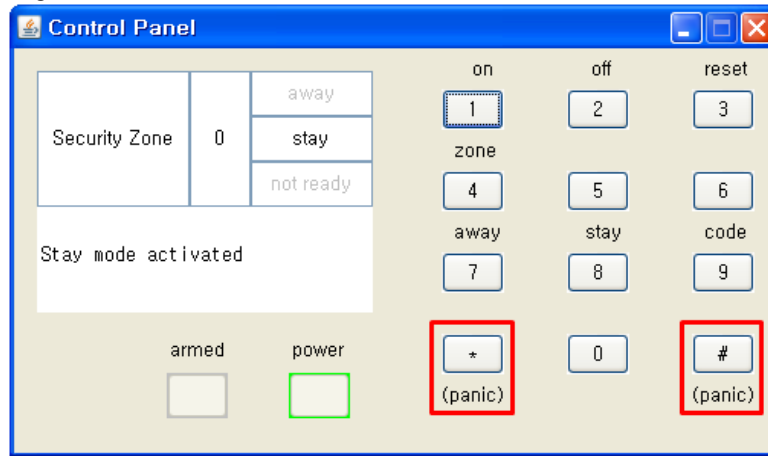 Control Panel
on off reset
away
1 2 3
Security Zone 0 stay
zone
not ready
4 5 6
away stay code
Stay mode activated
7 8 9
armed power
* 0 #
(panic) (panic)